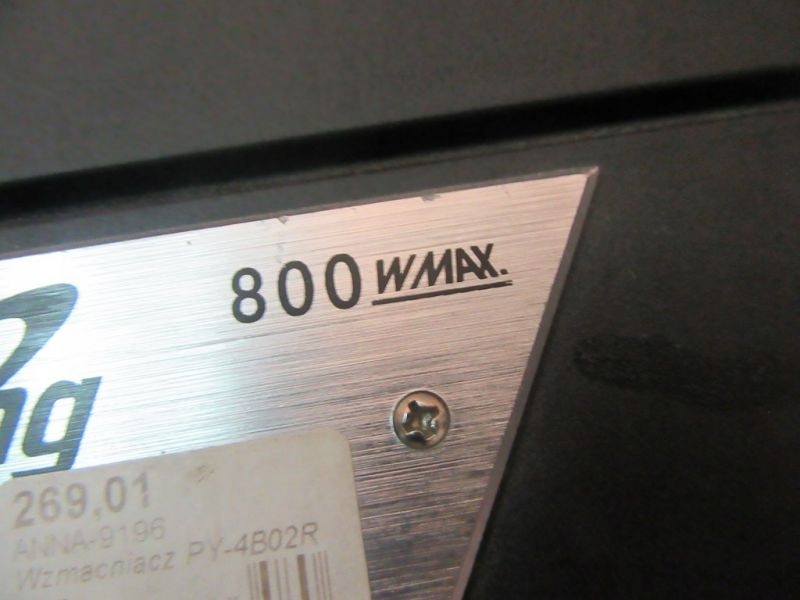 800 WMAX.
269,01
ANNA-9196
Wzmacniacz PY-4B02R